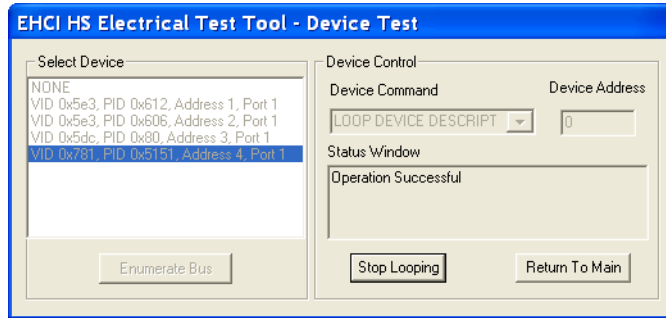 EHCI HS Electrical Test Tool - Device Test
Select Device
NONE
VID 0x5e3, PID 0x612, Address 1, Port 1
VID 0x5e3, PID 0x606, Address 2, Port 1
VID 0x5dc, PID 0x80, Address 3, Port 1
VID 0x781, PID 0x5151, Address 4, Port 1
Enumerate Bus
Device Control
Device Command
Device Address
LOOP DEVICE DESCRIPT
0
Status Window
Operation Successful
Stop Looping
Return To Main